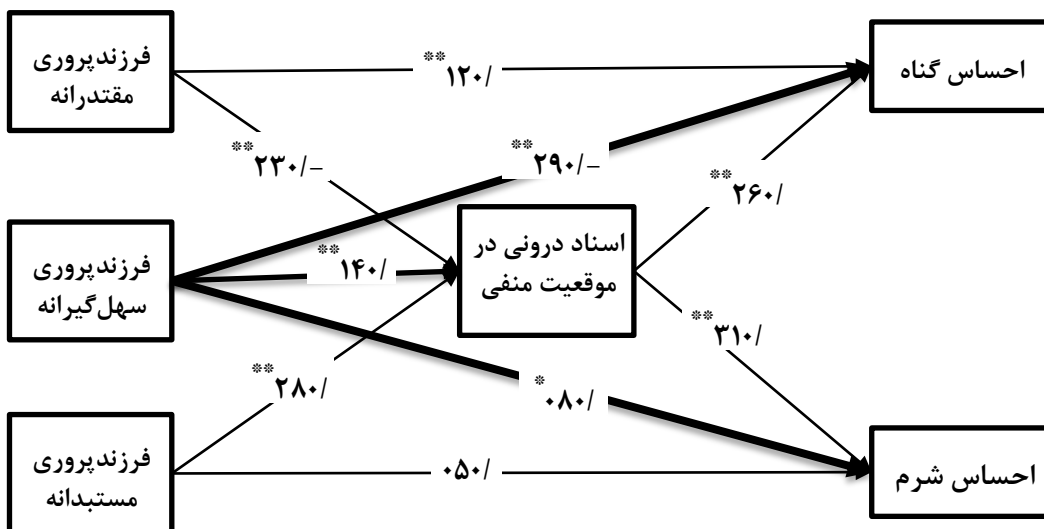 فرزندپروری
مقتدرانه
**۱۲۰/
احساس گناه
**۲۳۰/-
**۲۹۰/-
**۲۶۰/
فرزندپروری
سهل‌گیرانه
**۱۴۰/
اسناد درونی در
موقعیت منفی
**۳۱۰/
**۲۸۰/
*۰۸۰/
فرزندپروری
مستبدانه
۰۵۰/
احساس شرم